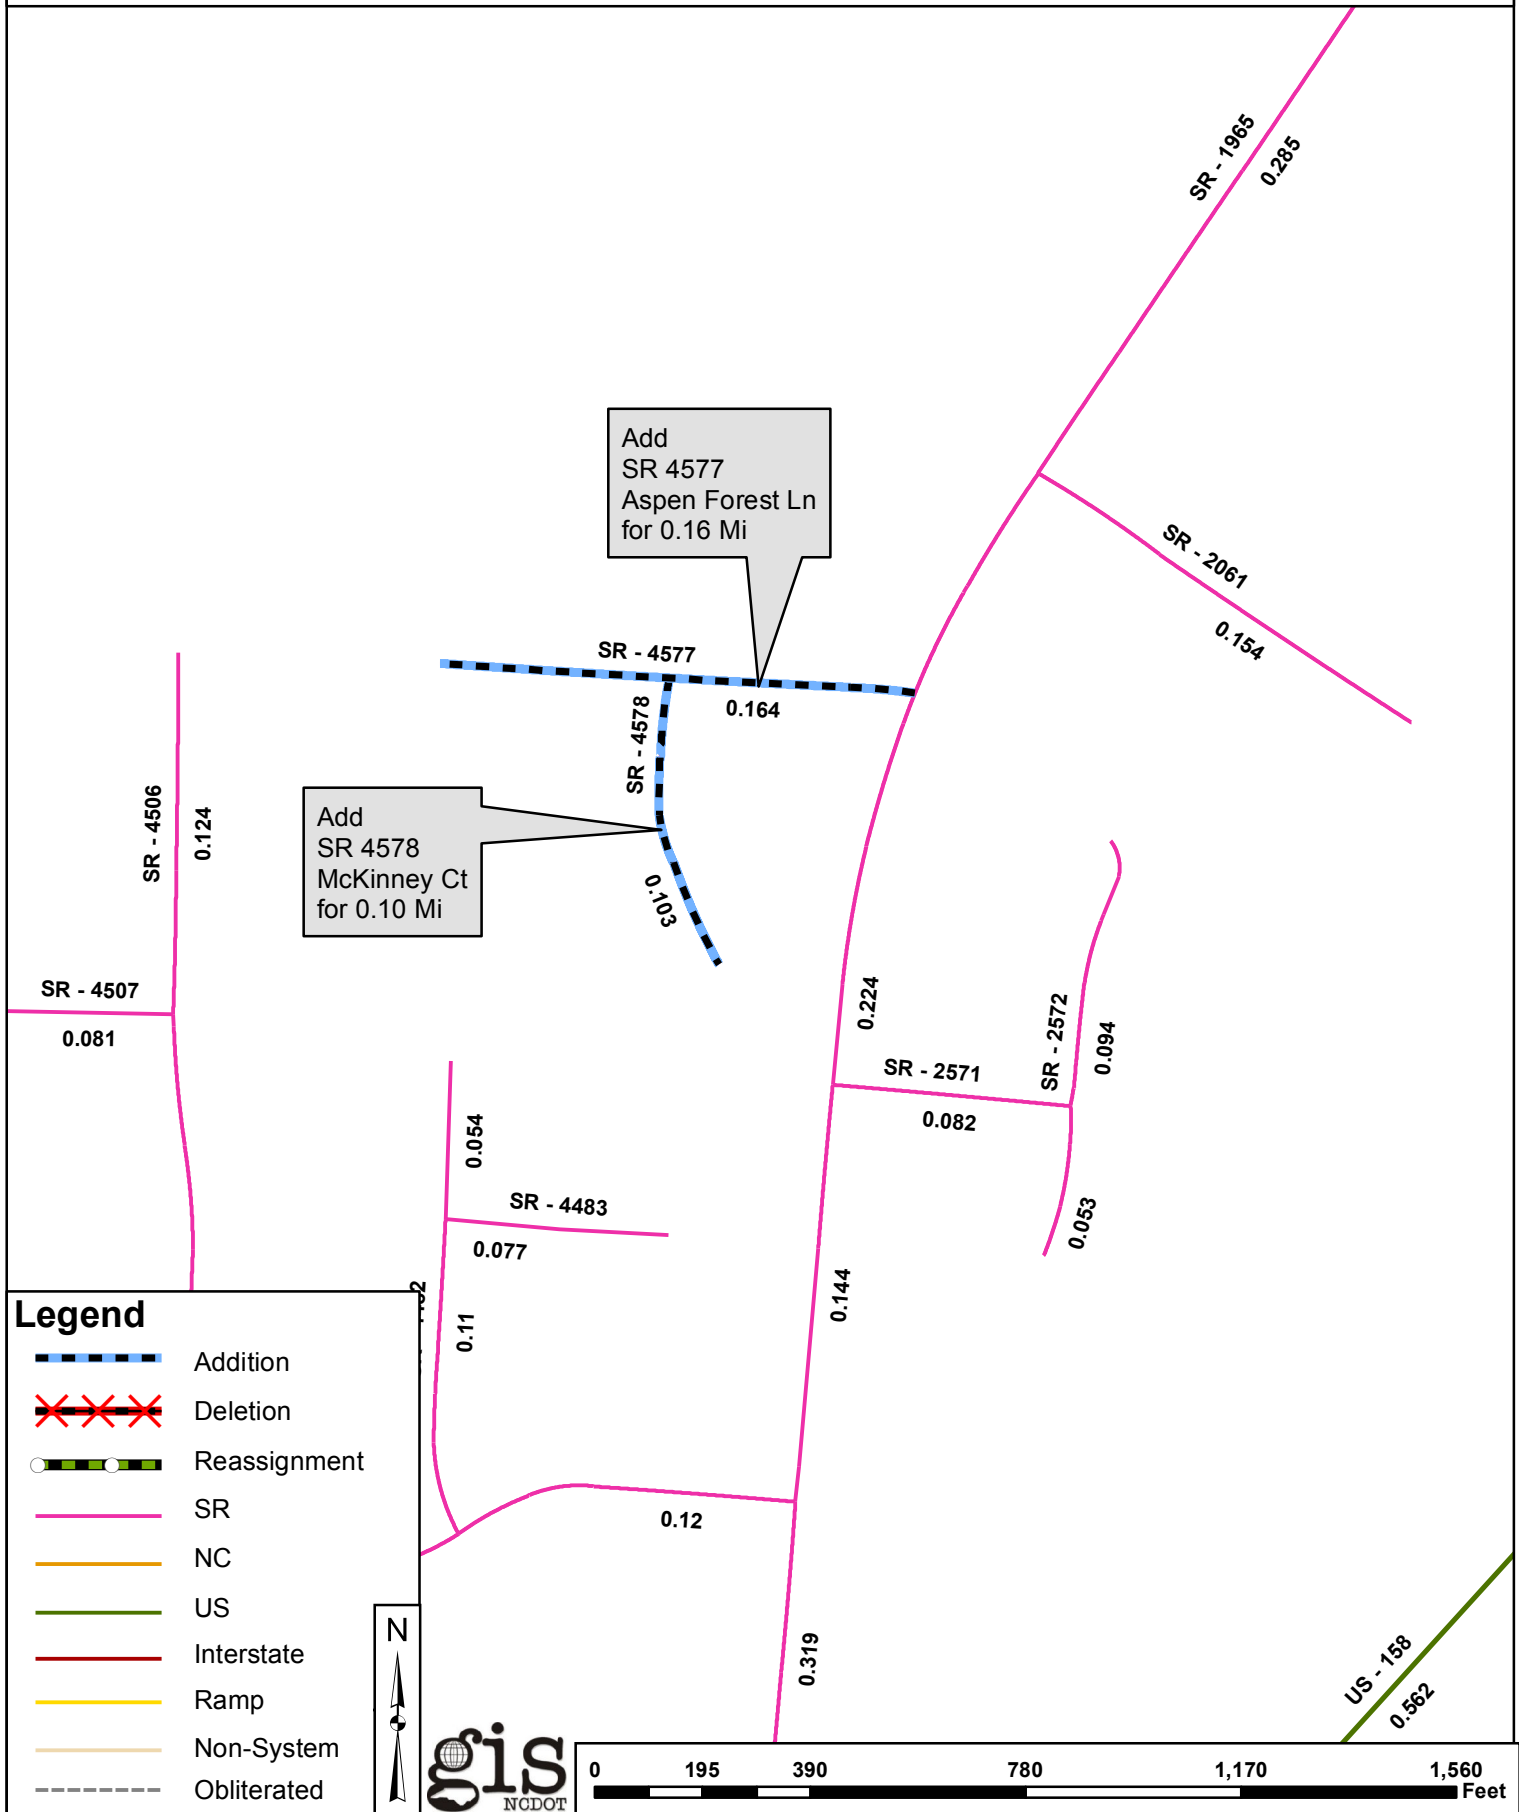 SR - 1965
0.285
Add
SR 4577
Aspen Forest Ln
for 0.16 Mi
SR - 2061
0.154
SR - 4577
0.164
SR - 4578
0.103
Add
SR 4578
McKinney Ct
for 0.10 Mi
SR - 4506
0.124
SR - 4507
0.081
0.224
SR - 2571
0.082
SR - 2572
0.094
0.053
0.054
SR - 4483
0.077
0.11
0.144
0.12
0.319
US - 158
0.562
Legend
Addition
Deletion
Reassignment
SR
NC
US
Interstate
Ramp
Non-System
Obliterated
N
gis
NCDOT
0 195 390 780 1,170 1,560
Feet